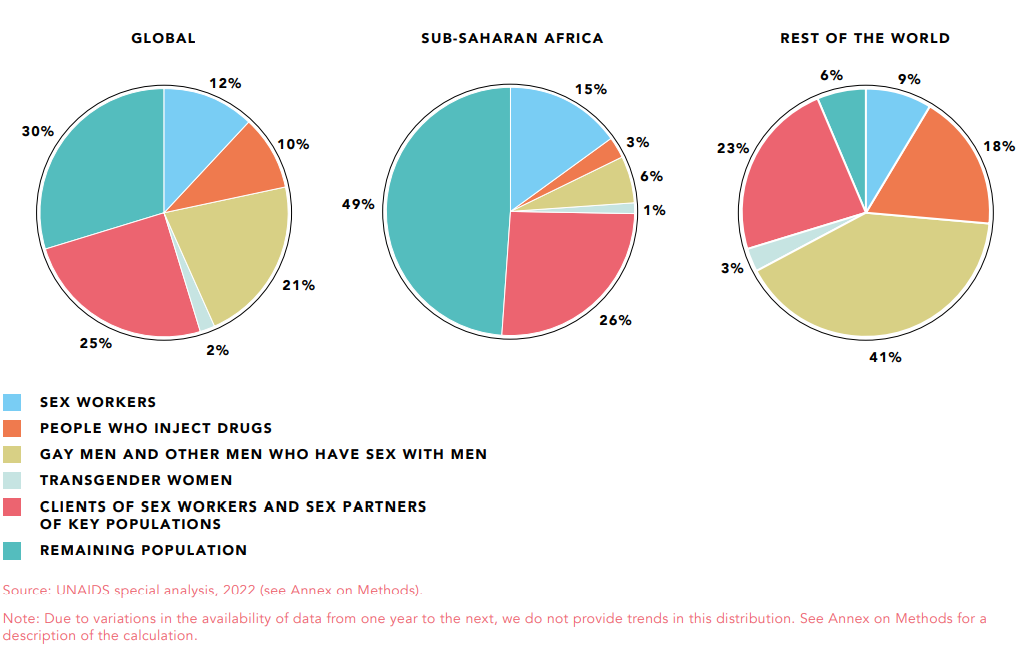 GLOBAL
SUB-SAHARAN AFRICA
REST OF THE WORLD
12%
10%
21%
2%
25%
30%
15%
3%
6%
1%
26%
49%
9%
18%
41%
3%
23%
6%
SEX WORKERS
PEOPLE WHO INJECT DRUGS
GAY MEN AND OTHER MEN WHO HAVE SEX WITH MEN
TRANSGENDER WOMEN
CLIENTS OF SEX WORKERS AND SEX PARTNERS
OF KEY POPULATIONS
REMAINING POPULATION
Source: UNAIDS special analysis, 2022 (see Annex on Methods).
Note: Due to variations in the availability of data from one year to the next, we do not provide trends in this distribution. See Annex on Methods for a
description of the calculation.